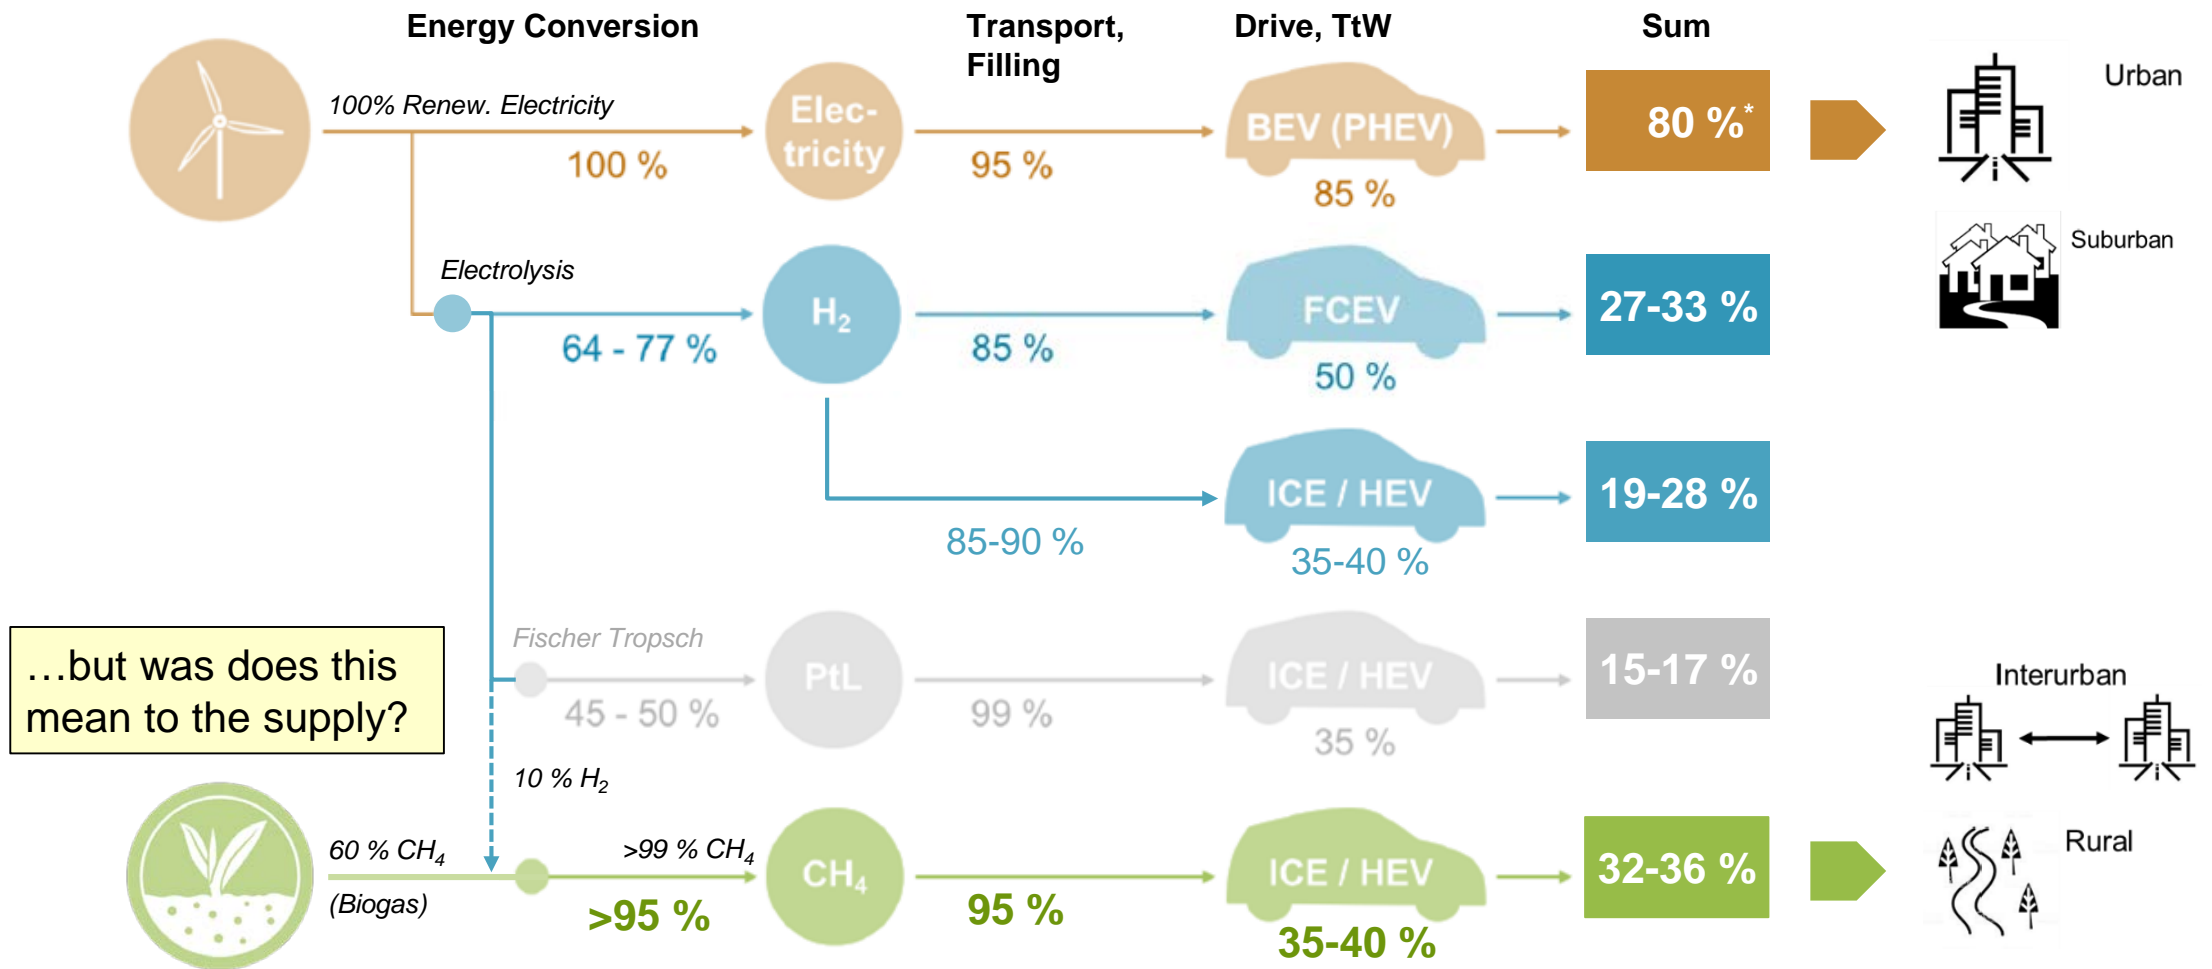 Energy Conversion
Transport,
Filling
Drive, TtW
Sum
100% Renew. Electricity
100 %
Elec-
tricity
95 %
BEV (PHEV)
85 %
80 %*
Urban
Suburban
Electrolysis
64 - 77 %
H2
85 %
FCEV
50 %
27-33 %
85-90 %
ICE / HEV
35-40 %
19-28 %
Fischer Tropsch
45 - 50 %
PtL
99 %
ICE / HEV
35 %
15-17 %
…but was does this
mean to the supply?
10 % H2
Interurban
60 % CH4
(Biogas)
>99 % CH4
>95 %
CH4
95 %
ICE / HEV
35-40 %
32-36 %
Rural